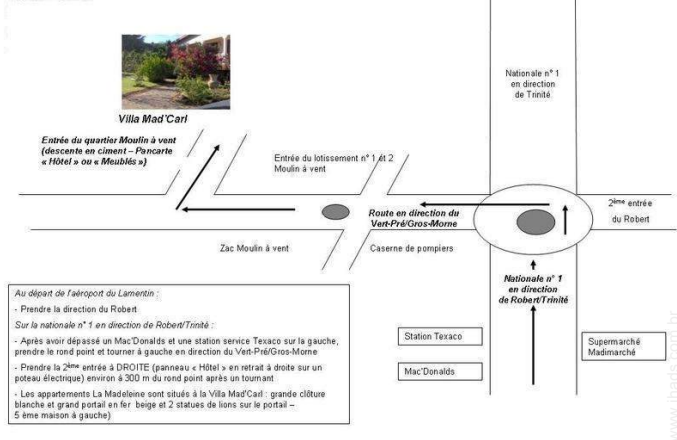 Nationale n° 1
en direction
de Trinité
Villa Mad'Carl
Entrée du quartier Moulin à vent
(descente en ciment – Pancarte
« Hôtel » ou « Meublés »)
Entrée du lotissement n° 1 et 2
Moulin à vent
2ème entrée
du Robert
Route en direction du
Vert-Pré/Gros-Morne
Zac Moulin à vent
Caserne de pompiers
Nationale n° 1
en direction
de Robert/Trinité
Au départ de l'aéroport du Lamentin :
- Prendre la direction du Robert
Sur la nationale n° 1 en direction de Robert/Trinité :
- Après avoir dépassé un Mac'Donalds et une station service Texaco sur la gauche,
prendre le rond point et tourner à gauche en direction du Vert-Pré/Gros-Morne
- Prendre la 2ème entrée à DROITE (panneau « Hôtel » en retrait à droite sur un
poteau électrique) environ à 300 m du rond point après un tournant
- Les appartements La Madeleine sont situés à la Villa Mad'Carl : grande clôture
blanche et grand portail en fer beige et 2 statues de lions sur le portail –
5 ème maison à gauche)
Station Texaco
Mac'Donalds
Supermarché
Madimarché